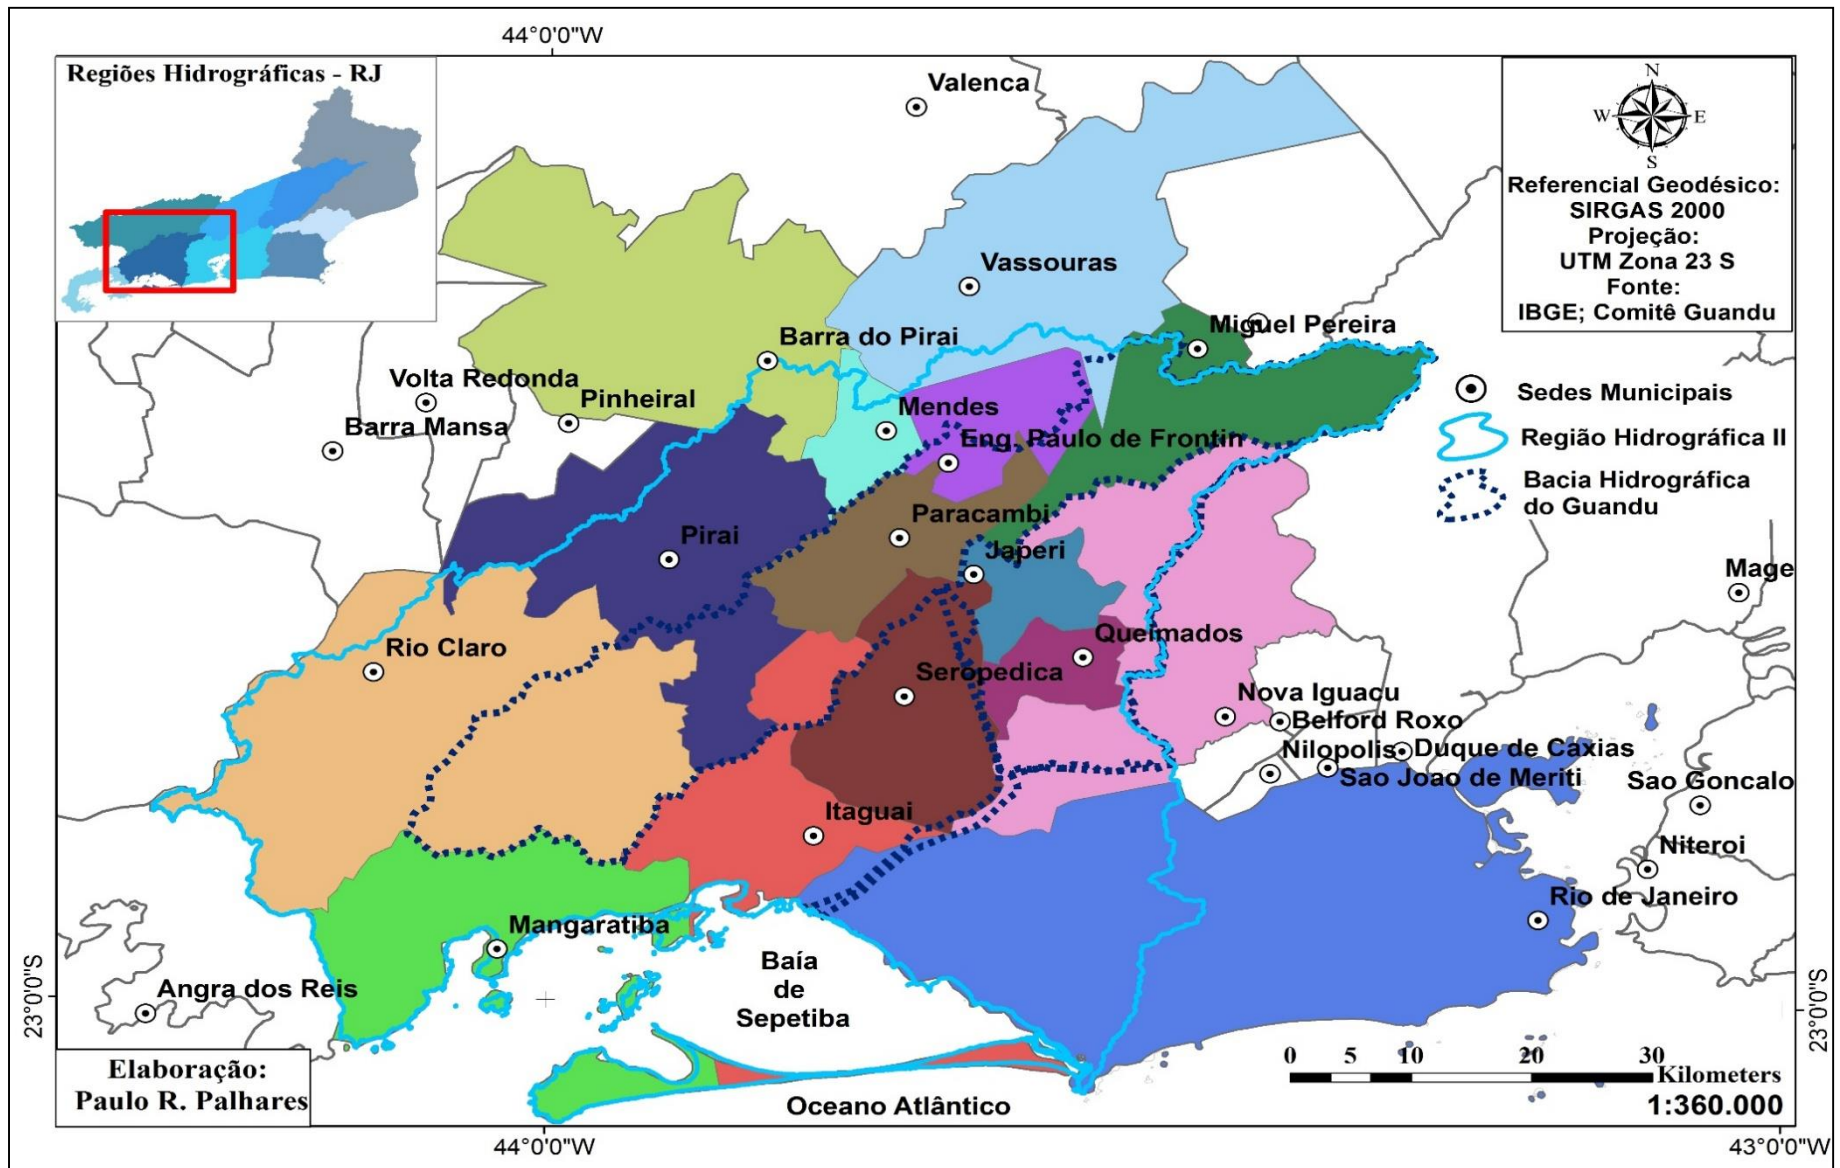 44°0'0"W
Regiões Hidrográficas - RJ
Valenca
N
W
E
S
Referencial Geodésico:
SIRGAS 2000
Projeção:
UTM Zona 23 S
Fonte:
IBGE; Comitê Guandu
Vassouras
Miguel Pereira
Barra do Pirai
Volta Redonda
Pinheiral
Barra Mansa
Mendes
Eng. Paulo de Frontin
Sedes Municipais
Região Hidrográfica II
Bacia Hidrográfica
do Guandu
Paracambi
Pirai
Japeri
Mage
Rio Claro
Queimados
Seropedica
Nova Iguacu
Belford Roxo
Nilopolis
Duque de Caxias
Sao Joao de Meriti
Sao Goncalo
Itaguai
Niteroi
Rio de Janeiro
Mangaratiba
Baía
de
Sepetiba
Angra dos Reis
23°0'0"S
23°0'0"S
Elaboração:
Paulo R. Palhares
0 5 10 20 30
Kilometers
1:360.000
Oceano Atlântico
44°0'0"W
43°0'0"W